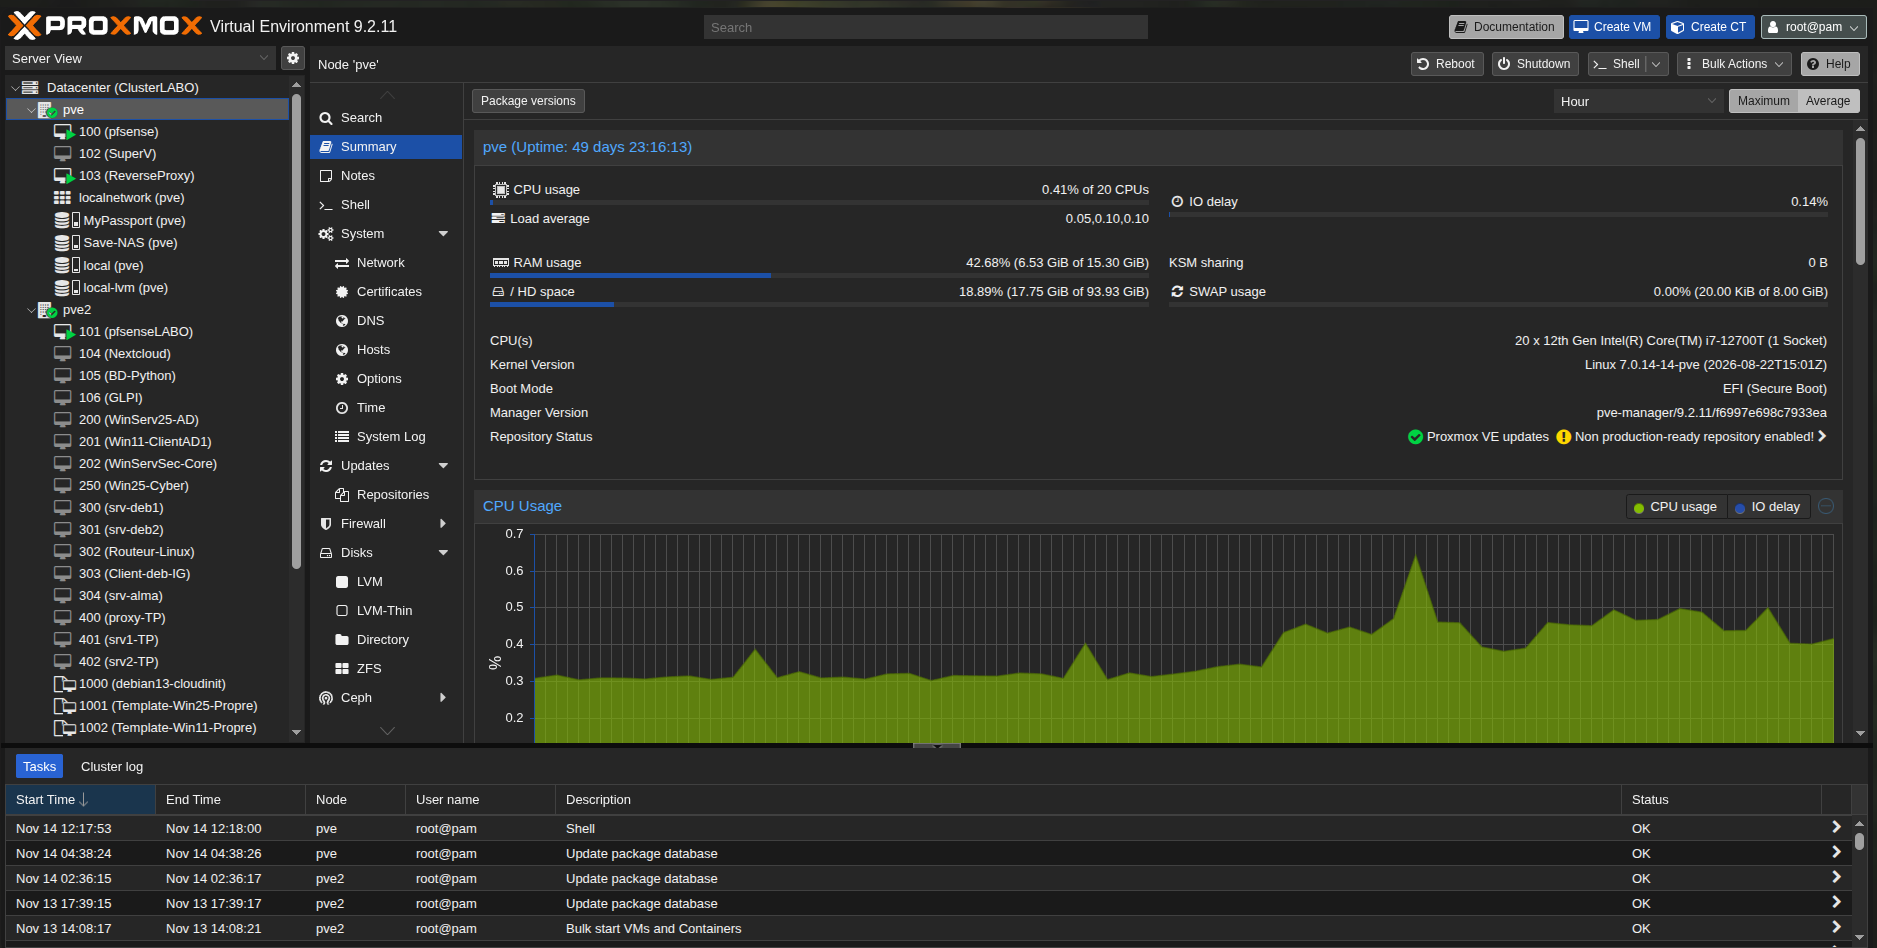 PROXMOX Virtual Environment 9.2.11
Search
Documentation
Create VM
Create CT
root@pam
Server View
Datacenter (ClusterLABO)
pve
100 (pfsense)
102 (SuperV)
103 (ReverseProxy)
localnetwork (pve)
MyPassport (pve)
Save-NAS (pve)
local (pve)
local-lvm (pve)
pve2
101 (pfsenseLABO)
104 (Nextcloud)
105 (BD-Python)
106 (GLPI)
200 (WinServ25-AD)
201 (Win11-ClientAD1)
202 (WinServSec-Core)
250 (Win25-Cyber)
300 (srv-deb1)
301 (srv-deb2)
302 (Routeur-Linux)
303 (Client-deb-IG)
304 (srv-alma)
400 (proxy-TP)
401 (srv1-TP)
402 (srv2-TP)
1000 (debian13-cloudinit)
1001 (Template-Win25-Propre)
1002 (Template-Win11-Propre)
Node 'pve'
Reboot
Shutdown
Shell
Bulk Actions
Help
Search
Summary
Notes
Shell
System
Network
Certificates
DNS
Hosts
Options
Time
System Log
Updates
Repositories
Firewall
Disks
LVM
LVM-Thin
Directory
ZFS
Ceph
Package versions
Hour
Maximum
Average
pve (Uptime: 49 days 23:16:13)
CPU usage 0.41% of 20 CPUs
Load average 0.05,0.10,0.10
IO delay 0.14%
RAM usage 42.68% (6.53 GiB of 15.30 GiB)
KSM sharing 0 B
/ HD space 18.89% (17.75 GiB of 93.93 GiB)
SWAP usage 0.00% (20.00 KiB of 8.00 GiB)
CPU(s) 20 x 12th Gen Intel(R) Core(TM) i7-12700T (1 Socket)
Kernel Version Linux 7.0.14-14-pve (2026-08-22T15:01Z)
Boot Mode EFI (Secure Boot)
Manager Version pve-manager/9.2.11/f6997e698c7933ea
Repository Status Proxmox VE updates Non production-ready repository enabled!
CPU Usage
CPU usage
IO delay
0.7
0.6
0.5
0.4
0.3
0.2
%
Tasks
Cluster log
Start Time End Time Node User name Description Status
Nov 14 12:17:53 Nov 14 12:18:00 pve root@pam Shell OK
Nov 14 04:38:24 Nov 14 04:38:26 pve root@pam Update package database OK
Nov 14 02:36:15 Nov 14 02:36:17 pve2 root@pam Update package database OK
Nov 13 17:39:15 Nov 13 17:39:17 pve2 root@pam Update package database OK
Nov 13 14:08:17 Nov 13 14:08:21 pve2 root@pam Bulk start VMs and Containers OK